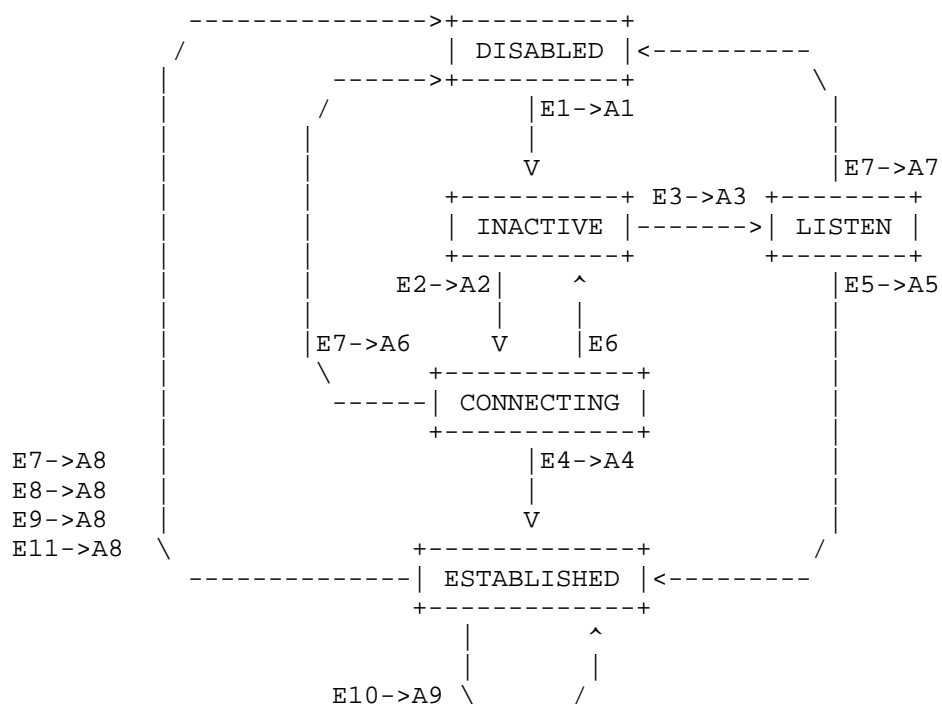 DISABLED
E1->A1
E7->A7
E3->A3
INACTIVE
LISTEN
E2->A2
E5->A5
E7->A6
E6
CONNECTING
E7->A8
E4->A4
E8->A8
E9->A8
E11->A8
ESTABLISHED
E10->A9